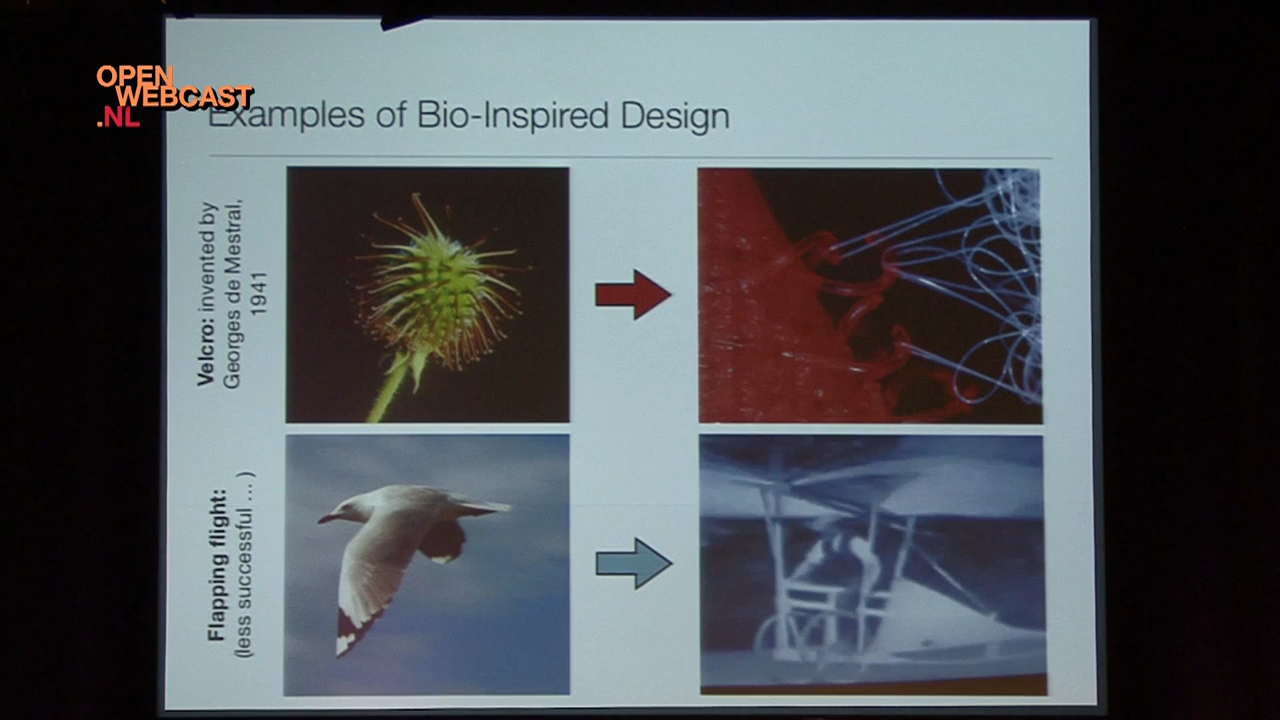 OPEN
WEBCAST
.NL
Examples of Bio-Inspired Design
Velcro: invented by
Georges de Mestral,
1941
Flapping flight:
(less successful ... )